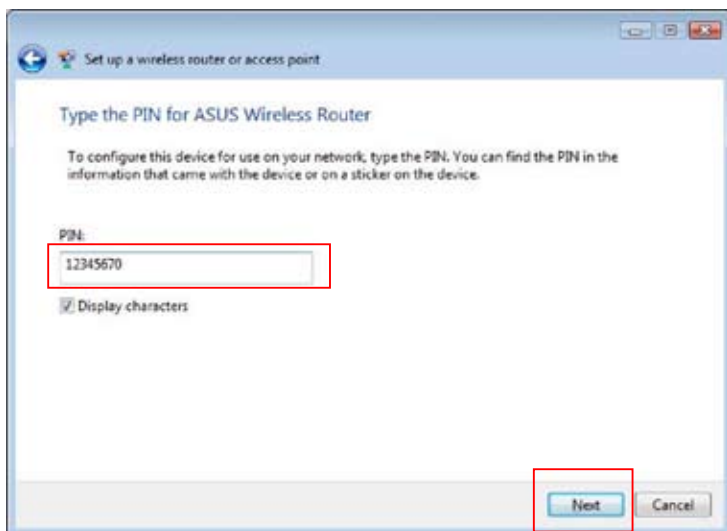 Set up a wireless router or access point
Type the PIN for ASUS Wireless Router
To configure this device for use on your network, type the PIN. You can find the PIN in the
information that came with the device or on a sticker on the device.
PIN:
12345670
Display characters
Next Cancel